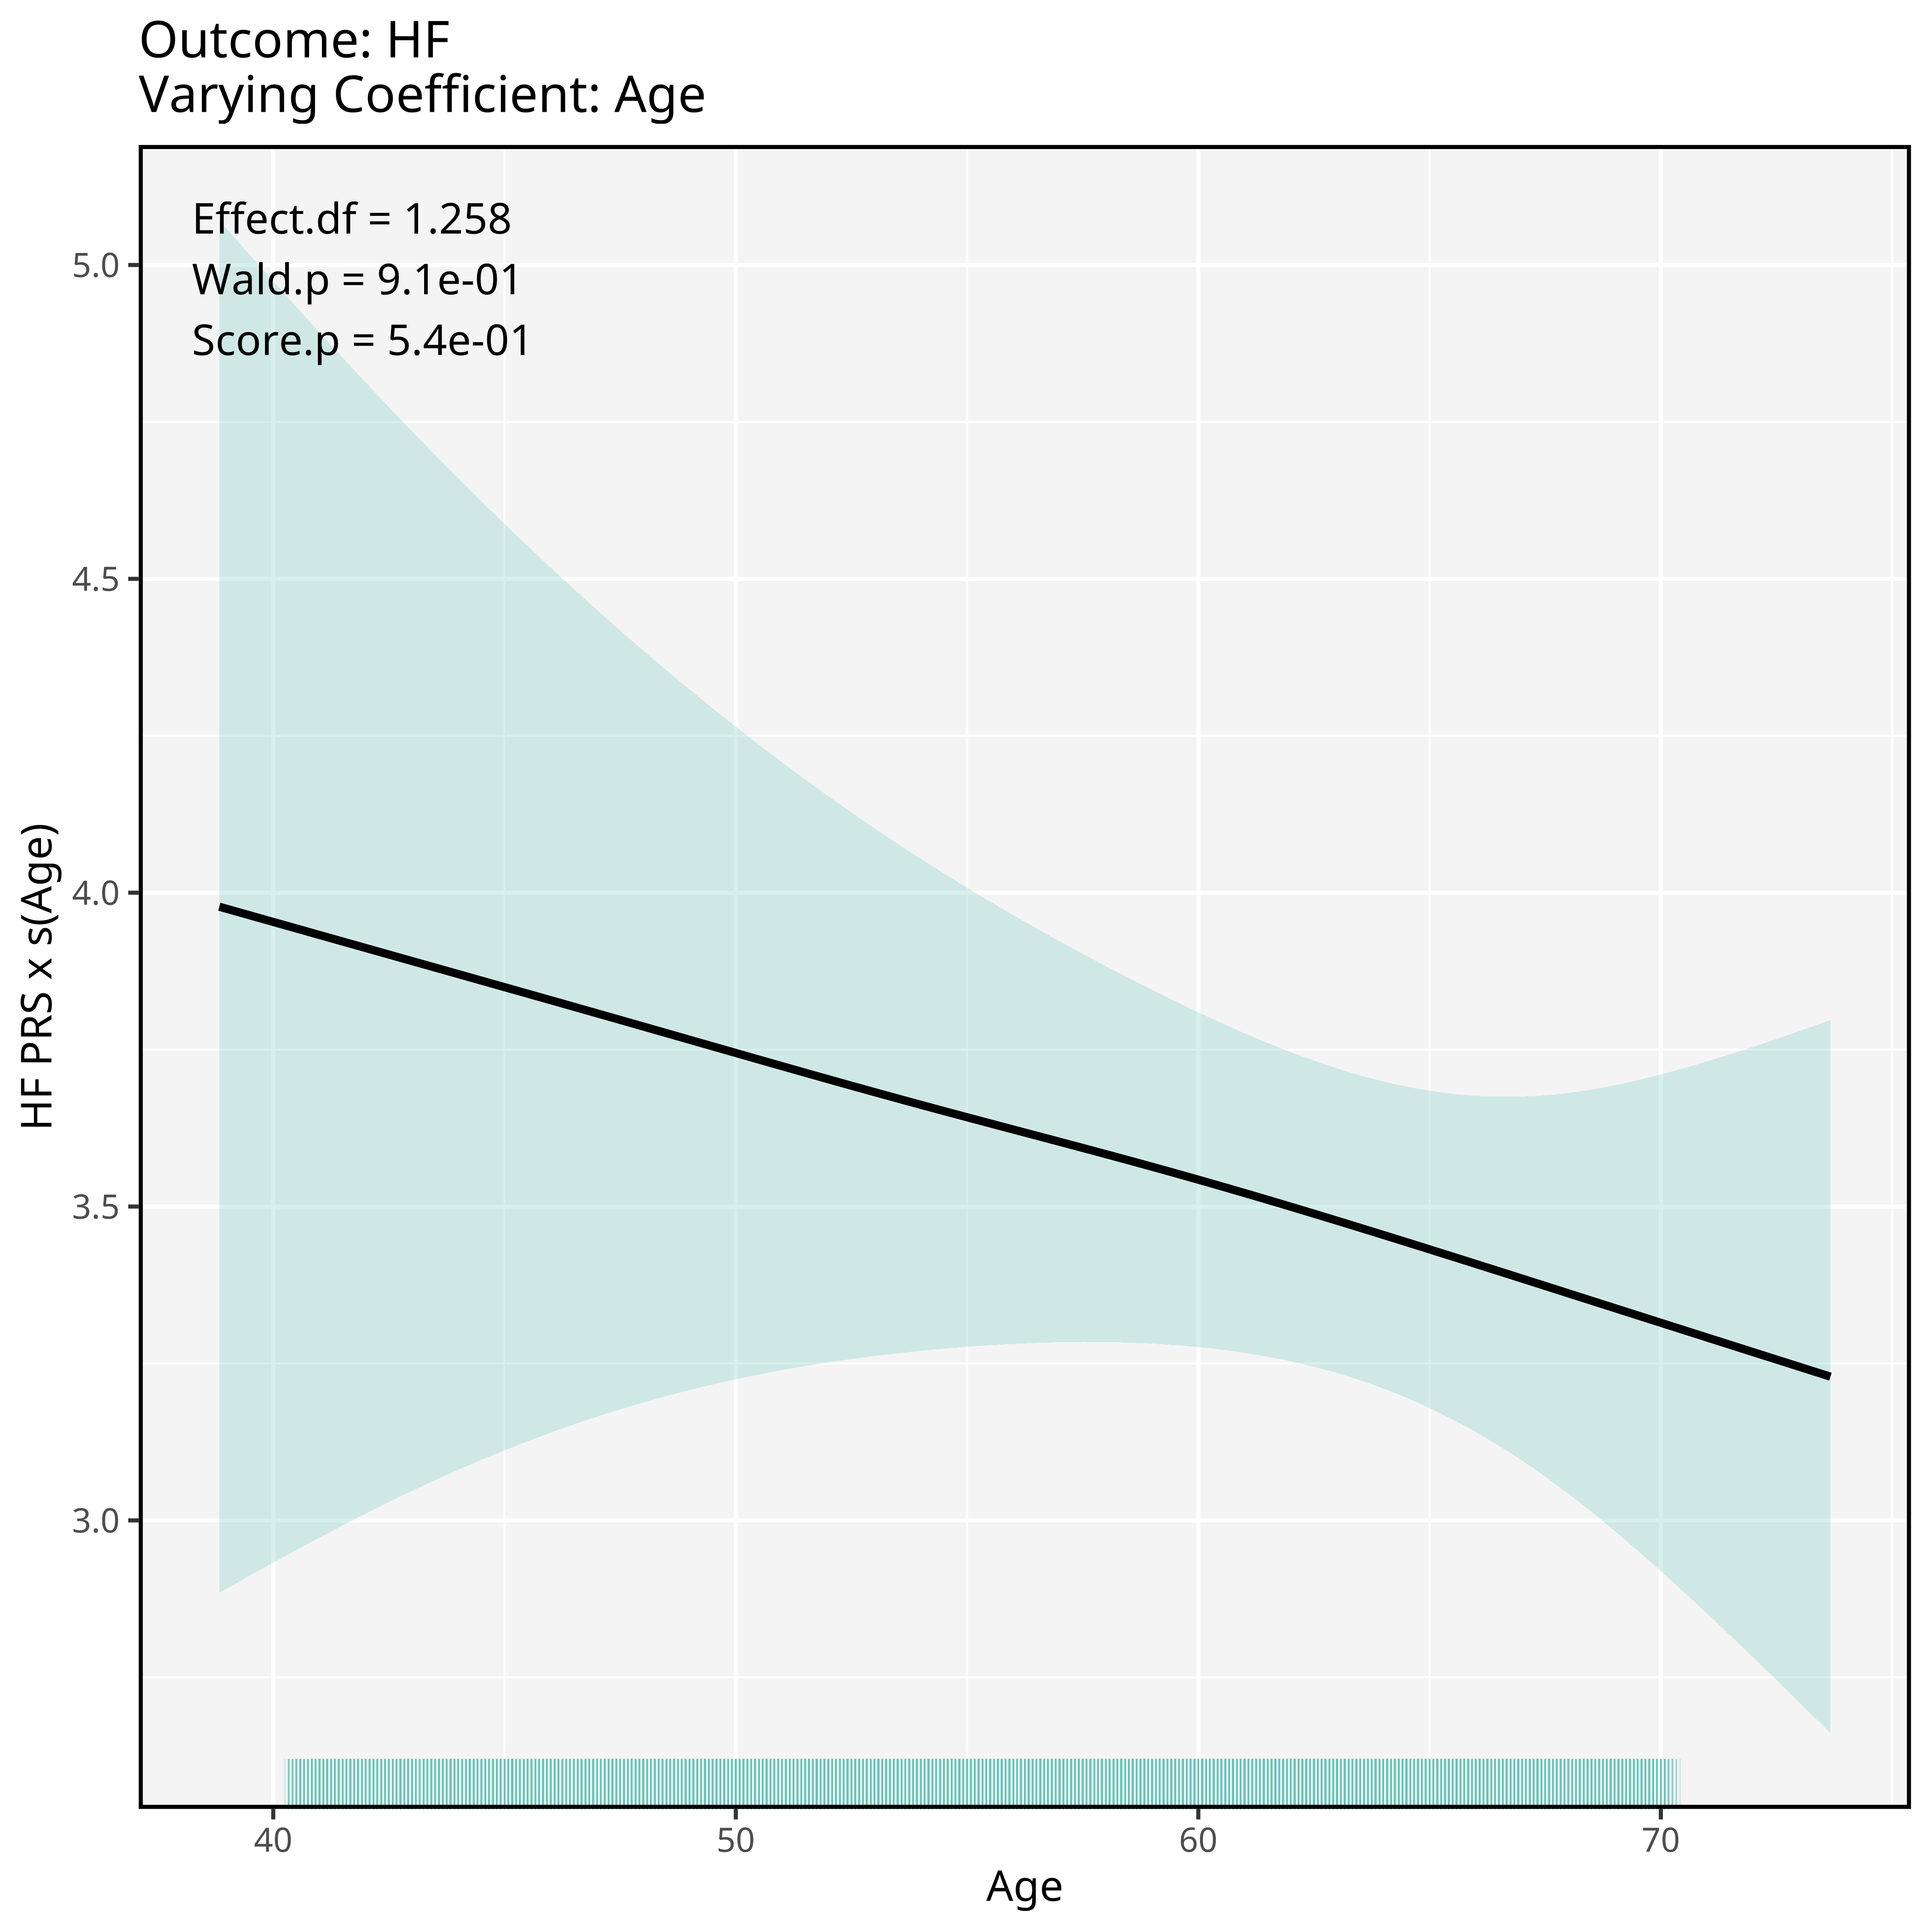 Outcome: HF
Varying Coefficient: Age
Effect.df = 1.258
Wald.p = 9.1e-01
Score.p = 5.4e-01
5.0
4.5
4.0
3.5
3.0
HF PRS x s(Age)
40 50 60 70
Age